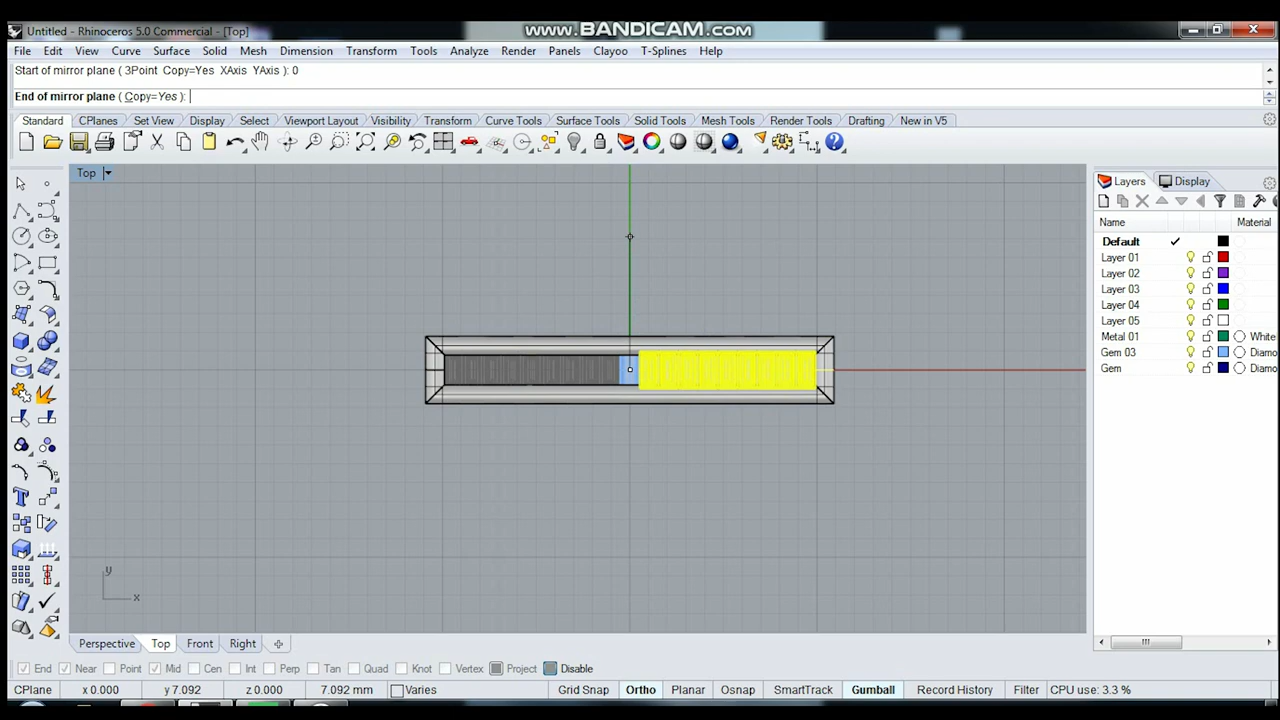 Untitled - Rhinoceros 5.0 Commercial - [Top]
www.BANDICAM.com
File Edit View Curve Surface Solid Mesh Dimension Transform Tools Analyze Render Panels Clayoo T-Splines Help
Start of mirror plane ( 3Point Copy=Yes XAxis YAxis ): 0
End of mirror plane ( Copy=Yes ):
Standard CPlanes Set View Display Select Viewport Layout Visibility Transform Curve Tools Surface Tools Solid Tools Mesh Tools Render Tools Drafting New in V5
Top
Layers Display
Name Material
Default
Layer 01
Layer 02
Layer 03
Layer 04
Layer 05
Metal 01 White
Gem 03 Diamo
Gem Diamo
y
x
Perspective Top Front Right
End Near Point Mid Cen Int Perp Tan Quad Knot Vertex Project Disable
CPlane x 0.000 y 7.092 z 0.000 7.092 mm Varies Grid Snap Ortho Planar Osnap SmartTrack Gumball Record History Filter CPU use: 3.3 %